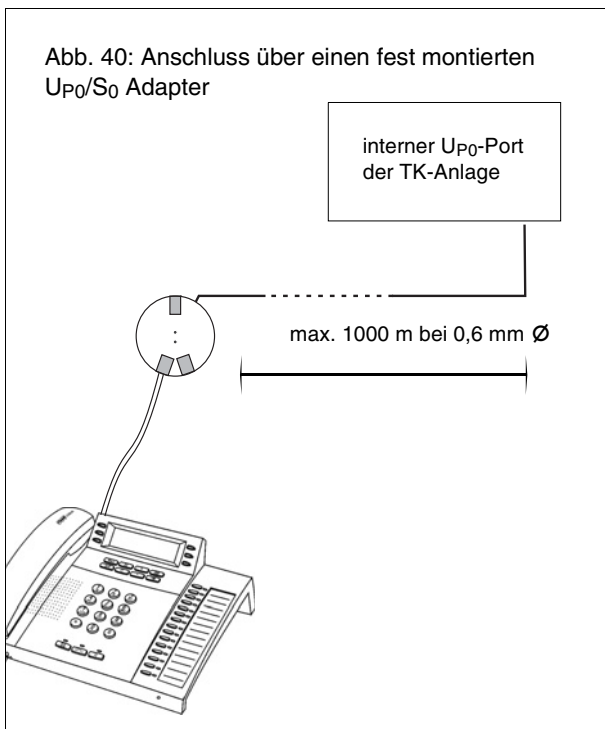 Abb. 40: Anschluss über einen fest montierten
UP0/S0 Adapter
interner UP0-Port
der TK-Anlage
max. 1000 m bei 0,6 mm Ø